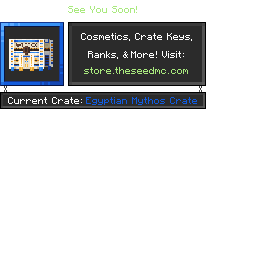 See You Soon!
Cosmetics, Crate Keys,
Ranks, & More! Visit:
store.theseedmc.com
Current Crate: Egyptian Mythos Crate